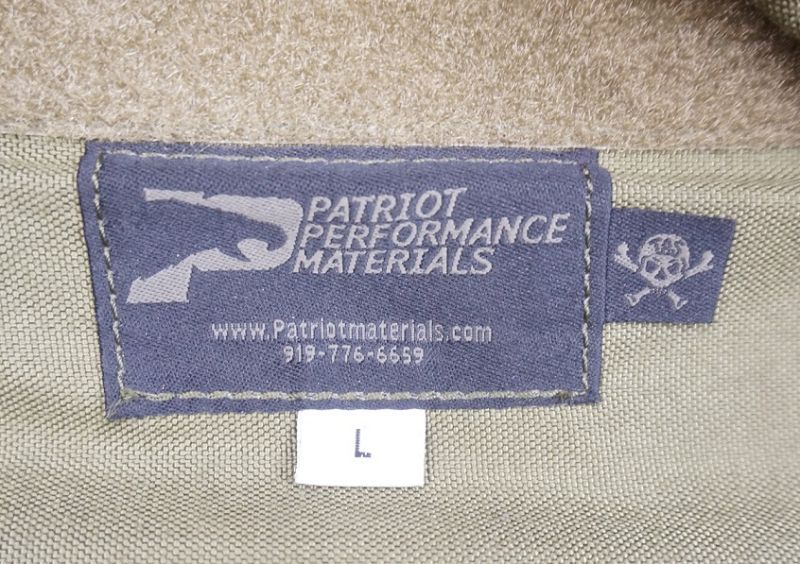 PATRIOT
PERFORMANCE
MATERIALS
www.Patriotmaterials.com
919-776-6659
L